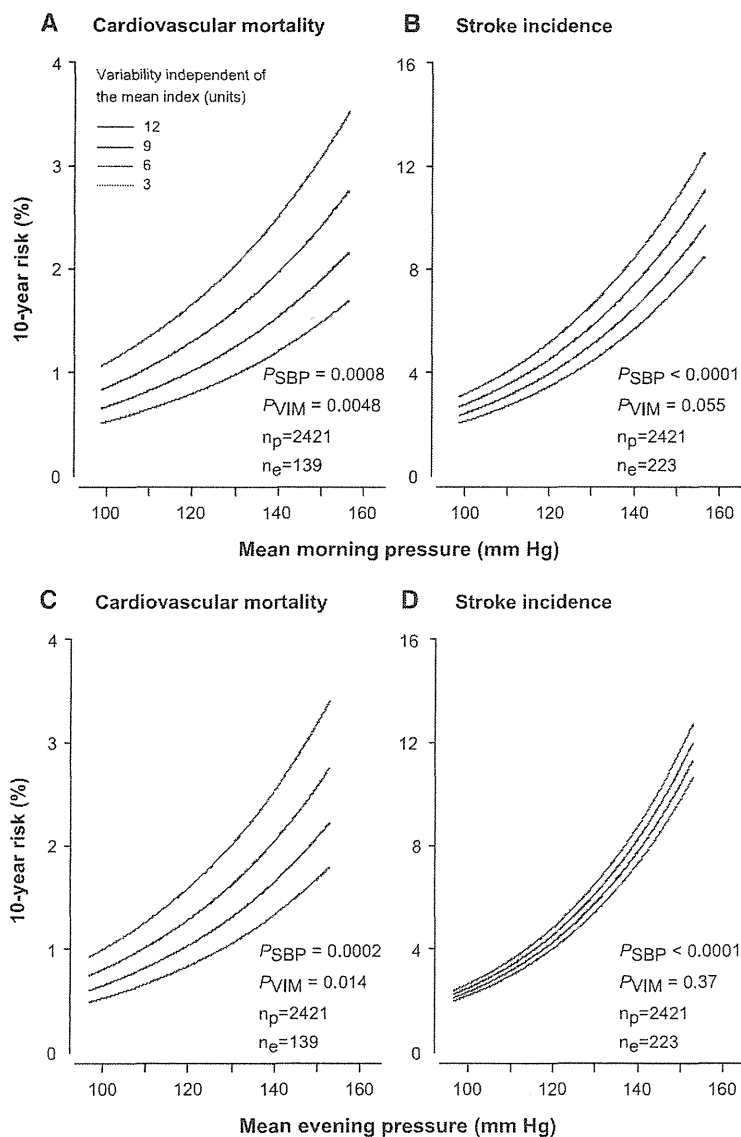 A Cardiovascular mortality
4
Variability independent of
the mean index (units)
12
9
6
3
3
2
1
0
10-year risk (%)
PSBP = 0.0008
PVIM = 0.0048
np=2421
ne=139
100 120 140 160
B Stroke incidence
16
12
8
4
0
PSBP < 0.0001
PVIM = 0.055
np=2421
ne=223
100 120 140 160
Mean morning pressure (mm Hg)
C Cardiovascular mortality
4
3
2
1
0
10-year risk (%)
PSBP = 0.0002
PVIM = 0.014
np=2421
ne=139
100 120 140 160
D Stroke incidence
16
12
8
4
0
PSBP < 0.0001
PVIM = 0.37
np=2421
ne=223
100 120 140 160
Mean evening pressure (mm Hg)